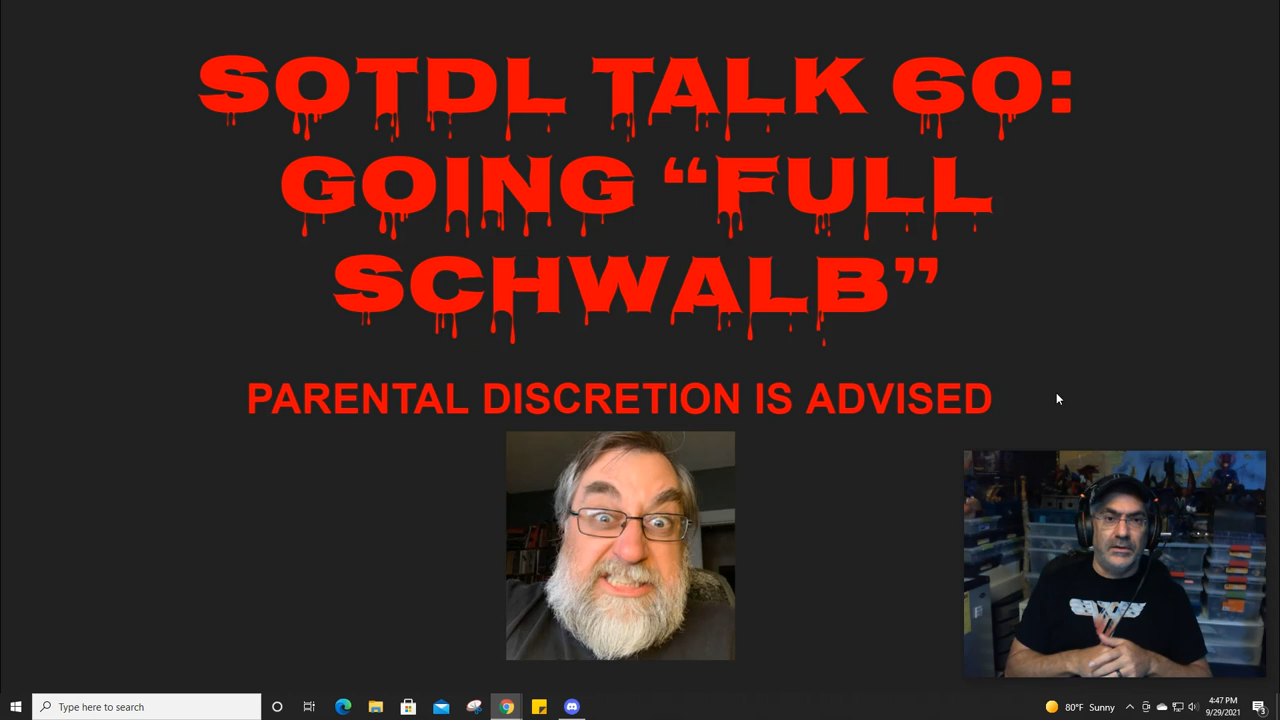 SOTDL TALK 60:
GOING “FULL
SCHWALB”
PARENTAL DISCRETION IS ADVISED
Type here to search
80°F Sunny
4:47 PM
9/29/2021